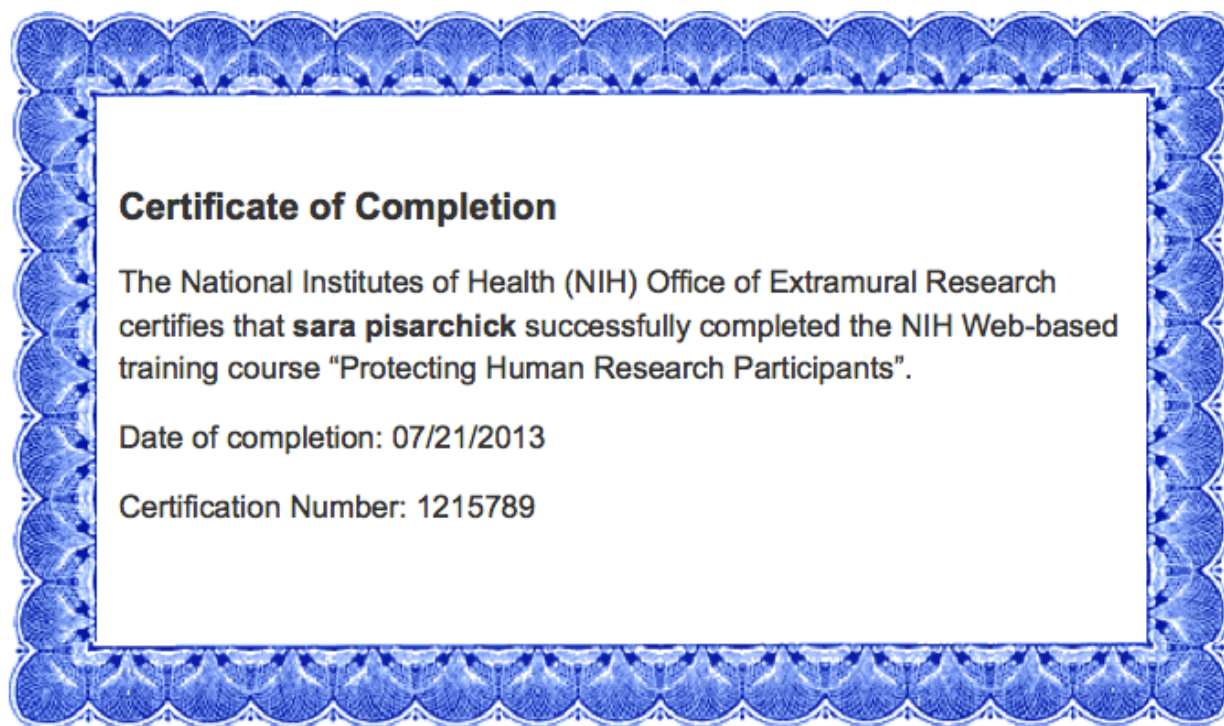 Certificate of Completion
The National Institutes of Health (NIH) Office of Extramural Research
certifies that sara pisarchick successfully completed the NIH Web-based
training course “Protecting Human Research Participants”.
Date of completion: 07/21/2013
Certification Number: 1215789